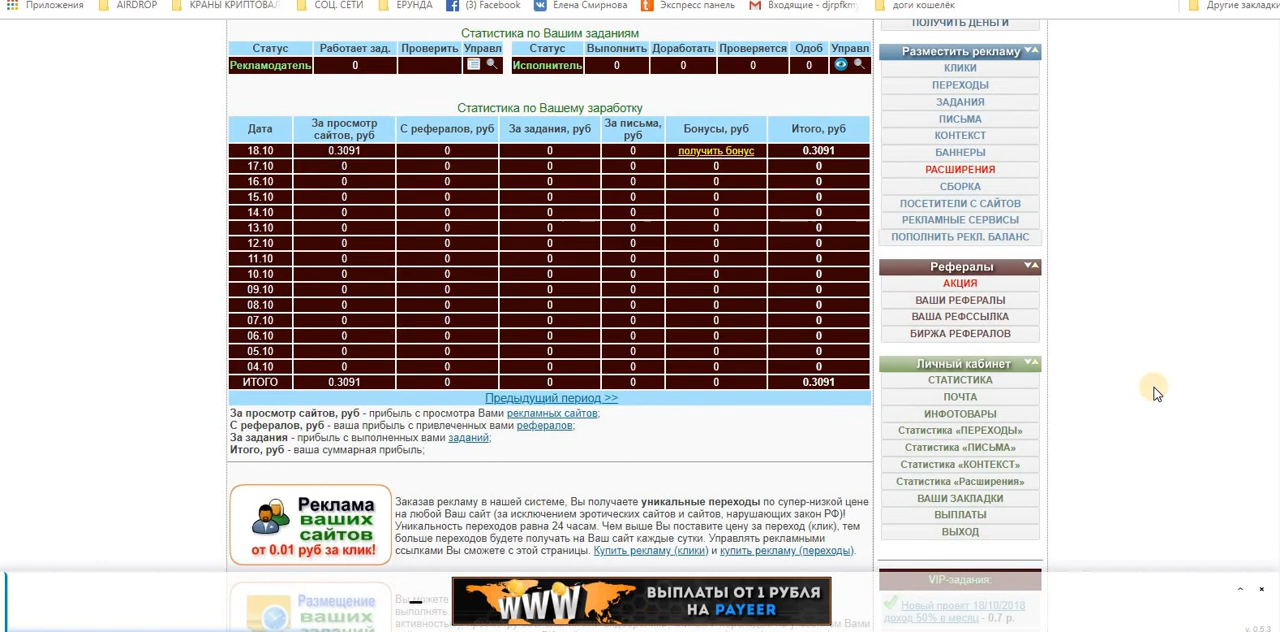 Приложения AIRDROP КРАНЫ КРИПТОВАЛ СОЦ. СЕТИ ЕРУНДА (3) Facebook Елена Смирнова Экспресс панель Входящие - djrpfkm доги кошелёк Другие закладки
Статистика по Вашим заданиям
Статус Работает зад. Проверить Управл Статус Выполнить Доработать Проверяется Одоб Управл
Рекламодатель 0 Исполнитель 0 0 0 0
Статистика по Вашему заработку
Дата За просмотр сайтов, руб С рефералов, руб За задания, руб За письма, руб Бонусы, руб Итого, руб
18.10 0.3091 0 0 0 получить бонус 0.3091
17.10 0 0 0 0 0 0
16.10 0 0 0 0 0 0
15.10 0 0 0 0 0 0
14.10 0 0 0 0 0 0
13.10 0 0 0 0 0 0
12.10 0 0 0 0 0 0
11.10 0 0 0 0 0 0
10.10 0 0 0 0 0 0
09.10 0 0 0 0 0 0
08.10 0 0 0 0 0 0
07.10 0 0 0 0 0 0
06.10 0 0 0 0 0 0
05.10 0 0 0 0 0 0
04.10 0 0 0 0 0 0
ИТОГО 0.3091 0 0 0 0 0.3091
Предыдущий период >>
За просмотр сайтов, руб - прибыль с просмотра Вами рекламных сайтов;
С рефералов, руб - ваша прибыль с привлеченных вами рефералов;
За задания - прибыль с выполненных вами заданий;
Итого, руб - ваша суммарная прибыль;
Реклама
ваших
сайтов
от 0.01 руб за клик!
Заказав рекламу в нашей системе, Вы получаете уникальные переходы по супер-низкой цене
на любой Ваш сайт (за исключением эротических сайтов и сайтов, нарушающих закон РФ)!
Уникальность переходов равна 24 часам. Чем выше Вы поставите цену за переход (клик), тем
больше переходов будете получать на Ваш сайт каждые сутки. Управлять рекламными
ссылками Вы сможете с этой страницы. Купить рекламу (клики) и купить рекламу (переходы).
Размещение
ваших
Вы можете
выполнять
активность
ПОЛУЧИТЬ ДЕНЬГИ
Разместить рекламу
КЛИКИ
ПЕРЕХОДЫ
ЗАДАНИЯ
ПИСЬМА
КОНТЕКСТ
БАННЕРЫ
РАСШИРЕНИЯ
СБОРКА
ПОСЕТИТЕЛИ С САЙТОВ
РЕКЛАМНЫЕ СЕРВИСЫ
ПОПОЛНИТЬ РЕКЛ. БАЛАНС
Рефералы
АКЦИЯ
ВАШИ РЕФЕРАЛЫ
ВАША РЕФССЫЛКА
БИРЖА РЕФЕРАЛОВ
Личный кабинет
СТАТИСТИКА
ПОЧТА
ИНФОТОВАРЫ
Статистика «ПЕРЕХОДЫ»
Статистика «ПИСЬМА»
Статистика «КОНТЕКСТ»
Статистика «Расширения»
ВАШИ ЗАКЛАДКИ
ВЫПЛАТЫ
ВЫХОД
VIP-задания:
Новый проект 18/10/2018
доход 50% в месяц - 0.7 р.
WWW ВЫПЛАТЫ ОТ 1 РУБЛЯ
НА PAYEER
v. 0.5.3